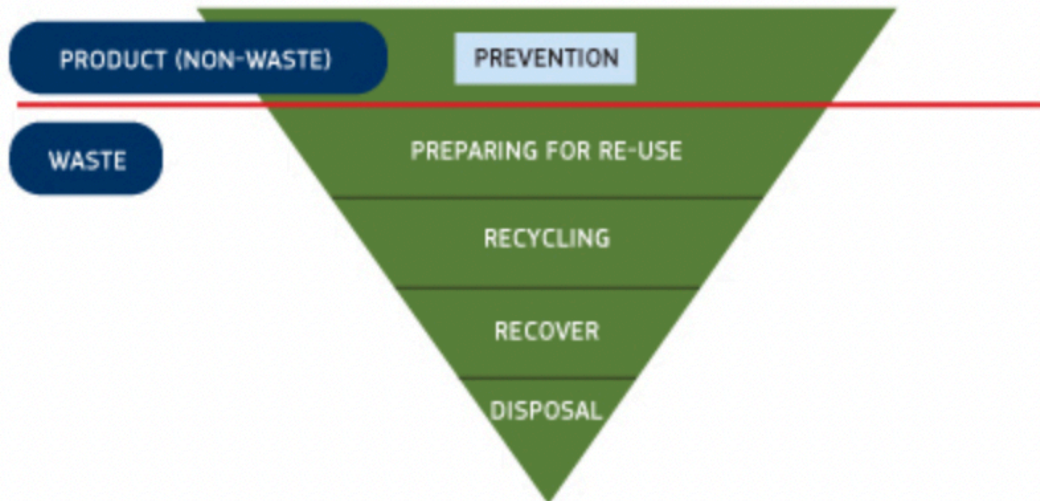 PRODUCT (NON-WASTE)
PREVENTION
WASTE
PREPARING FOR RE-USE
RECYCLING
RECOVER
DISPOSAL